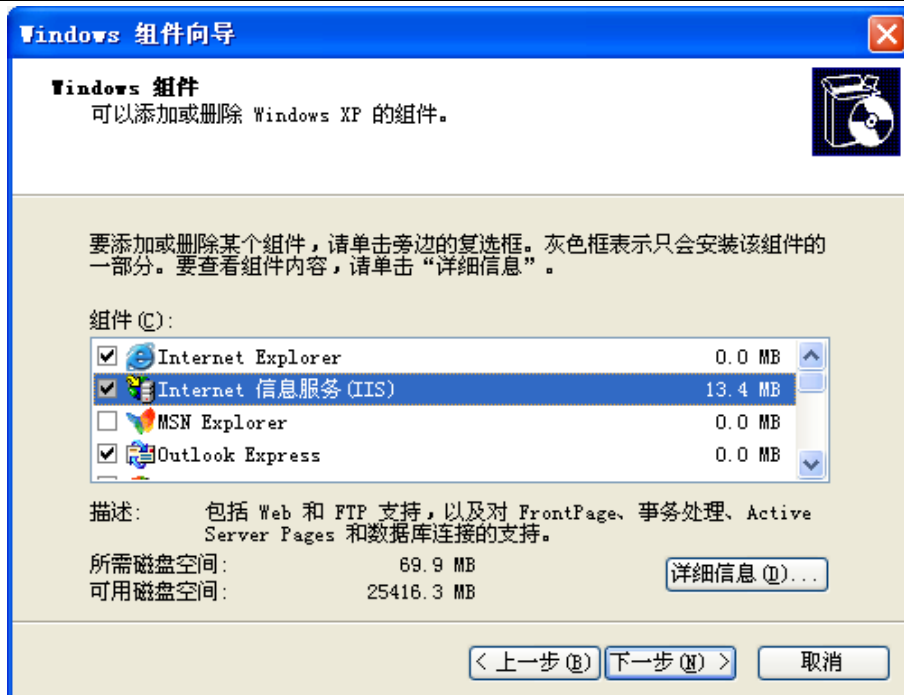 Windows 组件向导
Windows 组件
可以添加或删除 Windows XP 的组件。
要添加或删除某个组件，请单击旁边的复选框。灰色框表示只会安装该组件的
一部分。要查看组件内容，请单击“详细信息”。
组件(C):
Internet Explorer 0.0 MB
Internet 信息服务(IIS) 13.4 MB
MSN Explorer 0.0 MB
Outlook Express 0.0 MB
描述: 包括 Web 和 FTP 支持，以及对 FrontPage、事务处理、Active
Server Pages 和数据库连接的支持。
所需磁盘空间: 69.9 MB
可用磁盘空间: 25416.3 MB
详细信息(D)...
< 上一步(B) 下一步(N) > 取消